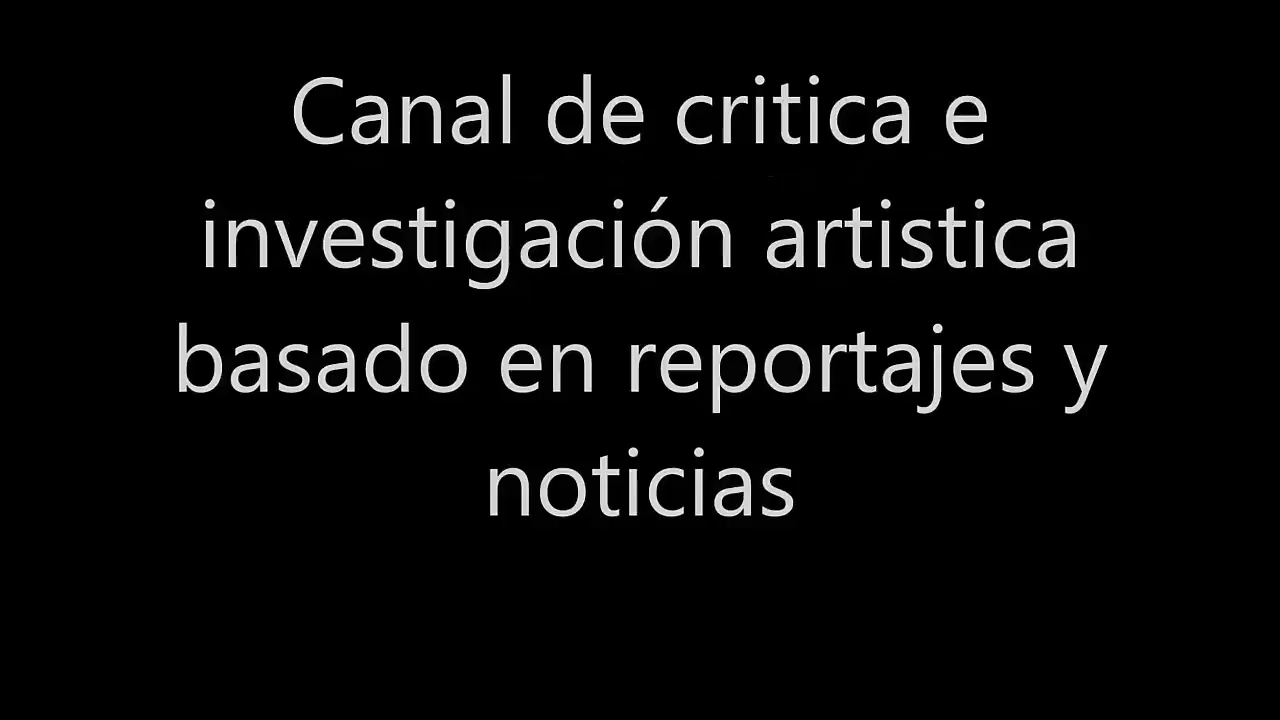 Canal de critica e
investigación artistica
basado en reportajes y
noticias